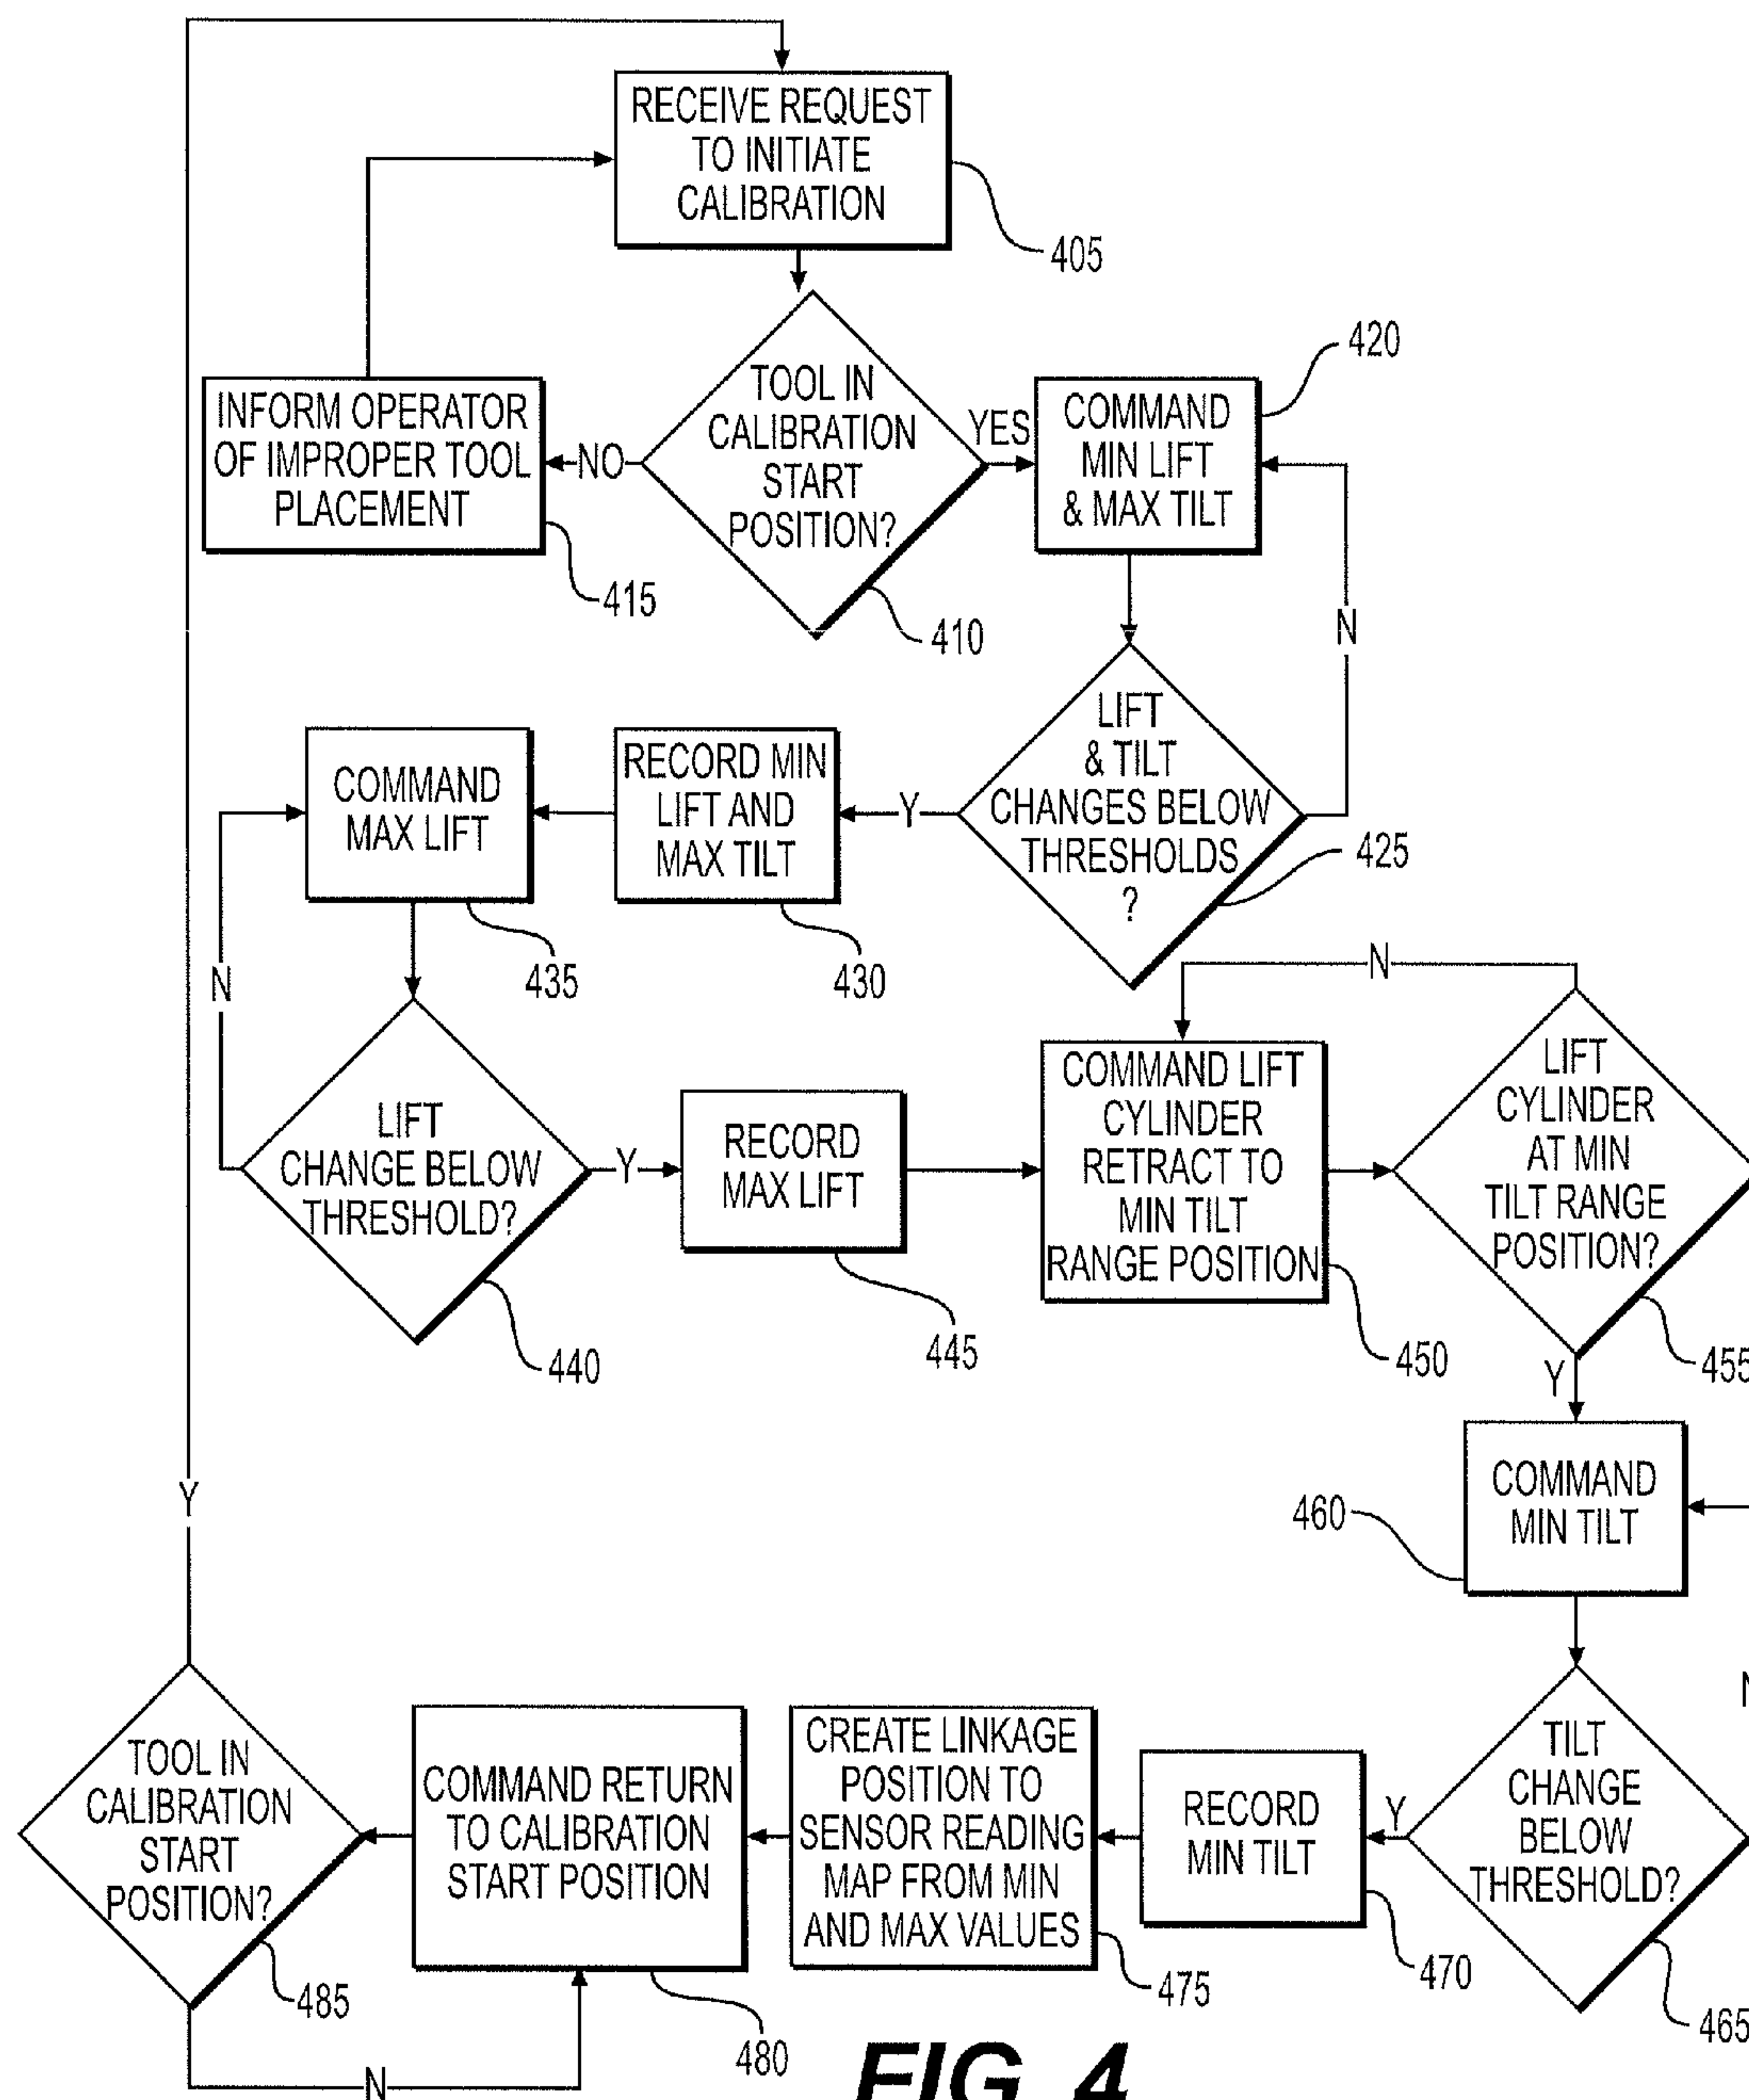 RECEIVE REQUEST
TO INITIATE
CALIBRATION
405
TOOL IN
CALIBRATION
START
POSITION?
410
NO
YES
INFORM OPERATOR
OF IMPROPER TOOL
PLACEMENT
415
COMMAND
MIN LIFT
& MAX TILT
420
N
LIFT
& TILT
CHANGES BELOW
THRESHOLDS
?
425
Y
RECORD MIN
LIFT AND
MAX TILT
430
COMMAND
MAX LIFT
435
N
LIFT
CHANGE BELOW
THRESHOLD?
440
Y
RECORD
MAX LIFT
445
COMMAND LIFT
CYLINDER
RETRACT TO
MIN TILT
RANGE POSITION
450
N
LIFT
CYLINDER
AT MIN
TILT RANGE
POSITION?
455
Y
COMMAND
MIN TILT
460
N
TILT
CHANGE
BELOW
THRESHOLD?
465
Y
RECORD
MIN TILT
470
CREATE LINKAGE
POSITION TO
SENSOR READING
MAP FROM MIN
AND MAX VALUES
475
COMMAND RETURN
TO CALIBRATION
START POSITION
480
TOOL IN
CALIBRATION
START
POSITION?
485
Y
N
FIG. 4